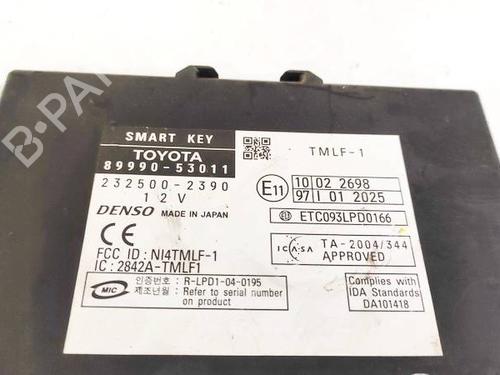 SMART KEY
TOYOTA
89990-53011
232500-2390
12V
DENSO MADE IN JAPAN
CE
FCC ID : NI4TMLF-1
IC : 2842A-TMLF1
MIC
인증번호 : R-LPD1-04-0195
제조년월 : Refer to serial number
on product
TMLF-1
E11
10 02 2698
97 I 01 2025
ETC093LPD0166
ICASA
TA-2004/344
APPROVED
Complies with
IDA Standards
DA101418
B-PARTS